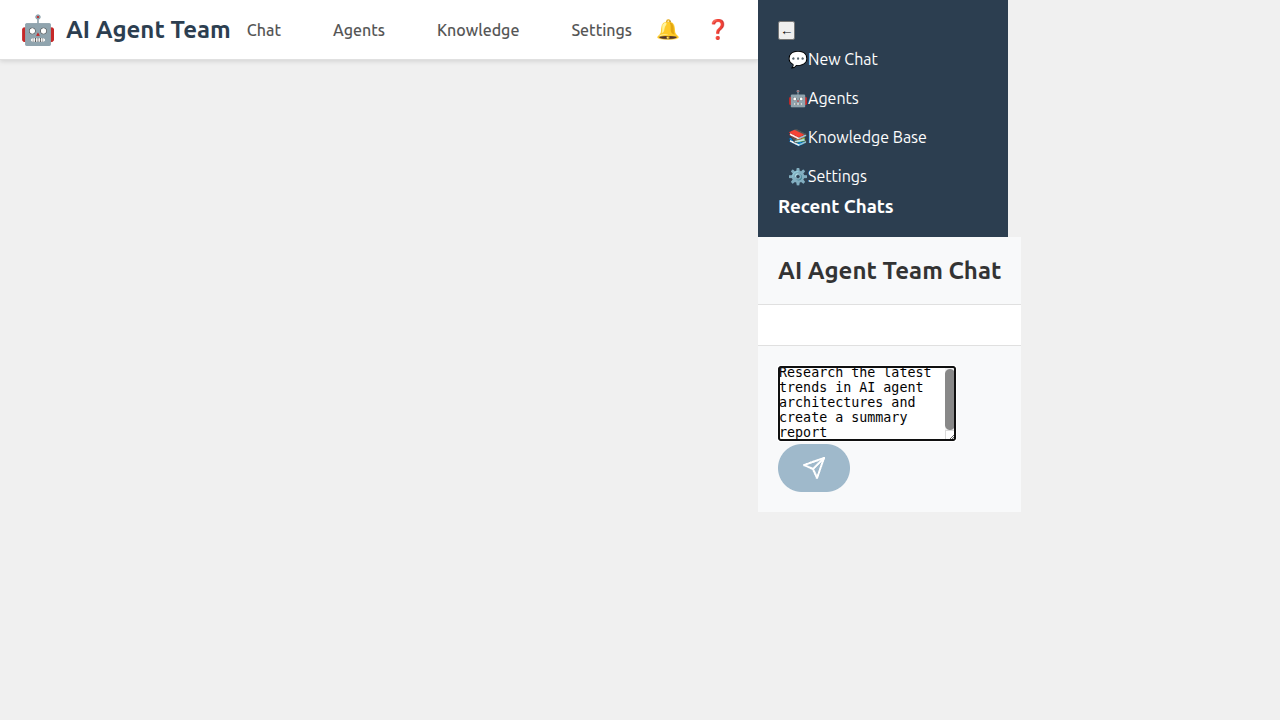 AI Agent Team
Chat
Agents
Knowledge
Settings
←
New Chat
Agents
Knowledge Base
Settings
Recent Chats
AI Agent Team Chat
Research the latest
trends in AI agent
architectures and
create a summary
report